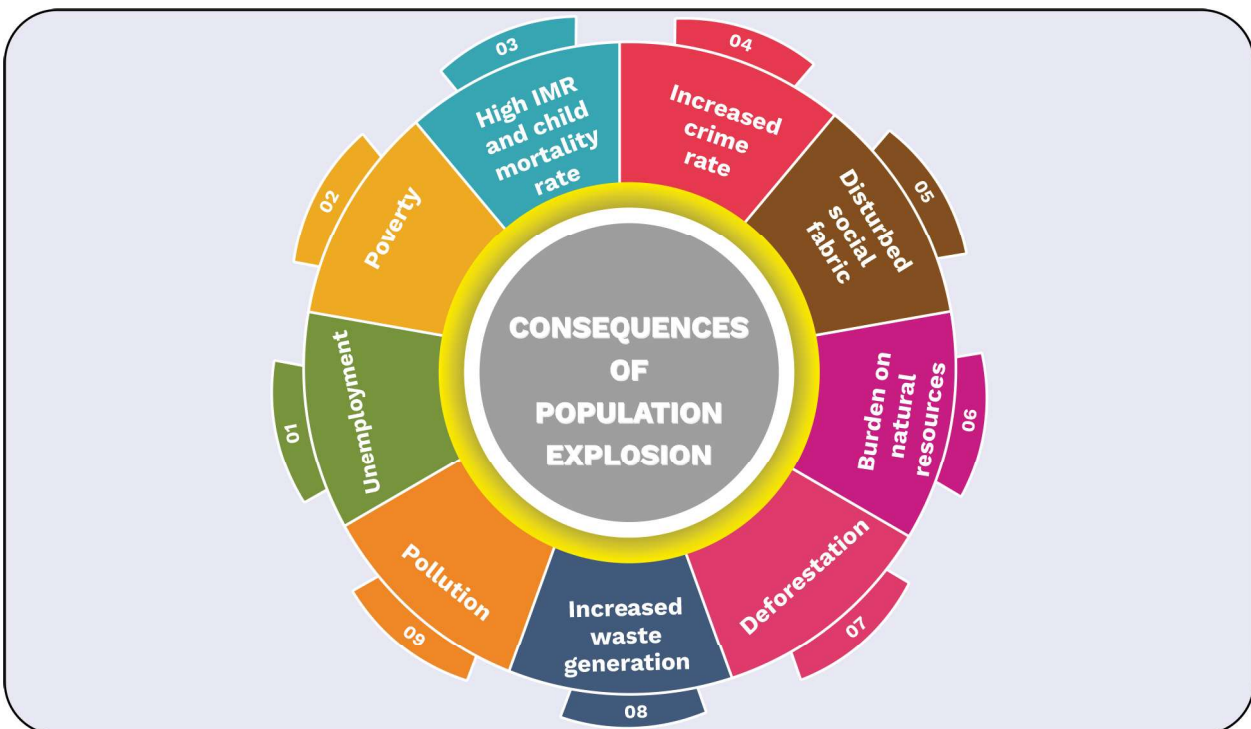 CONSEQUENCES
OF
POPULATION
EXPLOSION
01
Unemployment
02
Poverty
03
High IMR
and child
mortality
rate
04
Increased
crime
rate
05
Disturbed
social
fabric
06
Burden on
natural
resources
07
Deforestation
08
Increased
waste
generation
09
Pollution